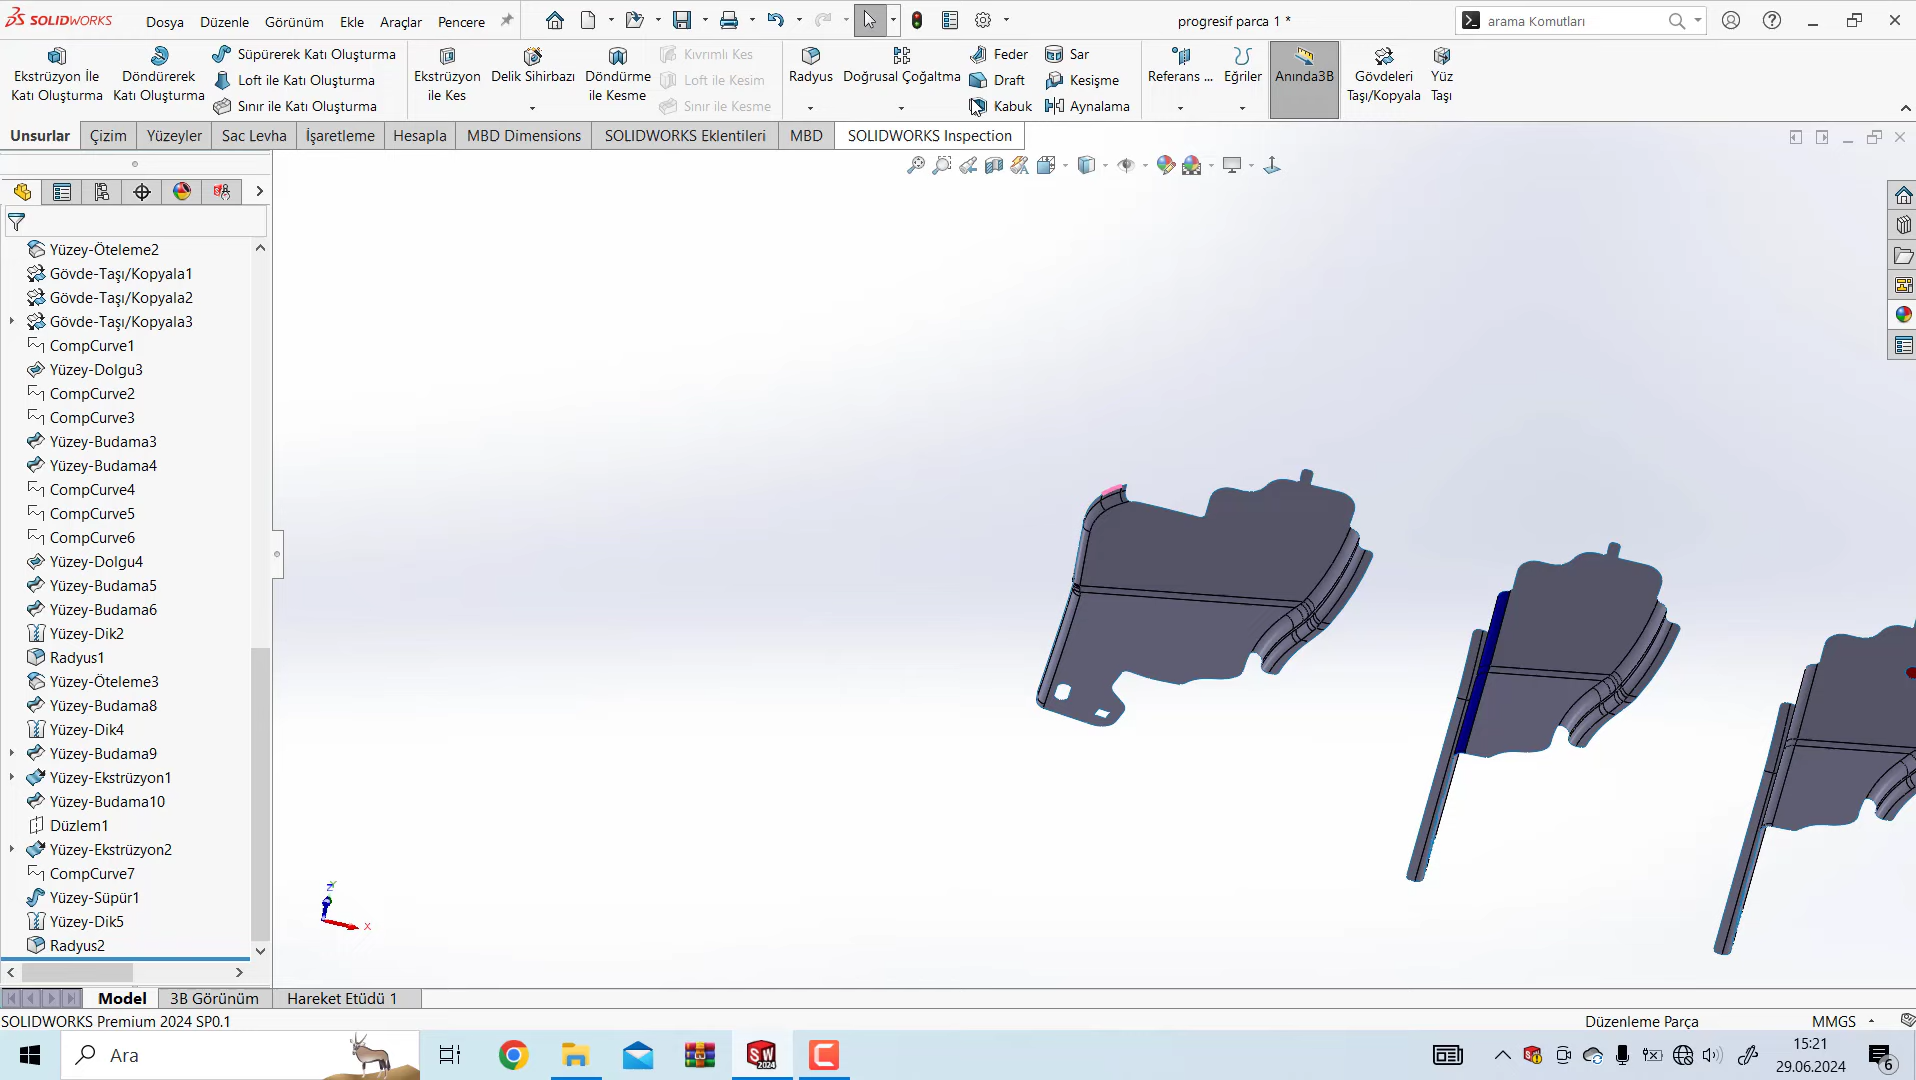 SOLIDWORKS
Dosya Düzenle Görünüm Ekle Araçlar Pencere
progresif parca 1 *
arama Komutları
Ekstrüzyon İle Katı Oluşturma
Döndürerek Katı Oluşturma
Süpürerek Katı Oluşturma
Loft ile Katı Oluşturma
Sınır ile Katı Oluşturma
Ekstrüzyon ile Kes
Delik Sihirbazı
Döndürme ile Kesme
Kıvrımlı Kes
Loft ile Kesim
Sınır ile Kesme
Radyus
Doğrusal Çoğaltma
Feder
Draft
Kabuk
Sar
Kesişme
Aynalama
Referans ...
Eğriler
Anında3B
Gövdeleri Taşı/Kopyala
Yüz Taşı
Unsurlar Çizim Yüzeyler Sac Levha İşaretleme Hesapla MBD Dimensions SOLIDWORKS Eklentileri MBD SOLIDWORKS Inspection
Yüzey-Öteleme2
Gövde-Taşı/Kopyala1
Gövde-Taşı/Kopyala2
Gövde-Taşı/Kopyala3
CompCurve1
Yüzey-Dolgu3
CompCurve2
CompCurve3
Yüzey-Budama3
Yüzey-Budama4
CompCurve4
CompCurve5
CompCurve6
Yüzey-Dolgu4
Yüzey-Budama5
Yüzey-Budama6
Yüzey-Dik2
Radyus1
Yüzey-Öteleme3
Yüzey-Budama8
Yüzey-Dik4
Yüzey-Budama9
Yüzey-Ekstrüzyon1
Yüzey-Budama10
Düzlem1
Yüzey-Ekstrüzyon2
CompCurve7
Yüzey-Süpür1
Yüzey-Dik5
Radyus2
Z
X
Model 3B Görünüm Hareket Etüdü 1
SOLIDWORKS Premium 2024 SP0.1
Düzenleme Parça
MMGS
Ara
SW
2024
15:21
29.06.2024
6